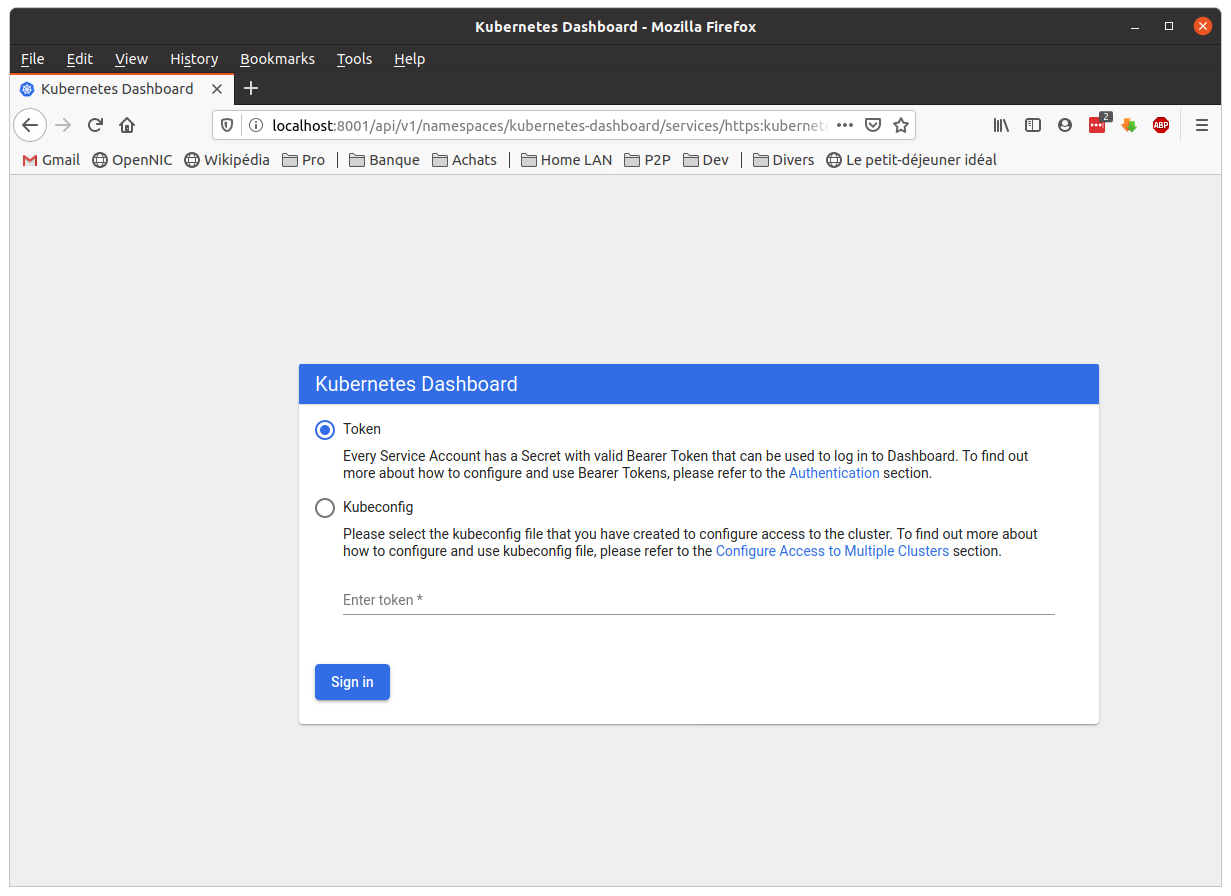 Kubernetes Dashboard - Mozilla Firefox
File Edit View History Bookmarks Tools Help
Kubernetes Dashboard
localhost:8001/api/v1/namespaces/kubernetes-dashboard/services/https:kubernete
2
ABP
Gmail OpenNIC Wikipédia Pro | Banque Achats | Home LAN P2P Dev | Divers Le petit-déjeuner idéal
Kubernetes Dashboard
Token
Every Service Account has a Secret with valid Bearer Token that can be used to log in to Dashboard. To find out
more about how to configure and use Bearer Tokens, please refer to the Authentication section.
Kubeconfig
Please select the kubeconfig file that you have created to configure access to the cluster. To find out more about
how to configure and use kubeconfig file, please refer to the Configure Access to Multiple Clusters section.
Enter token *
Sign in